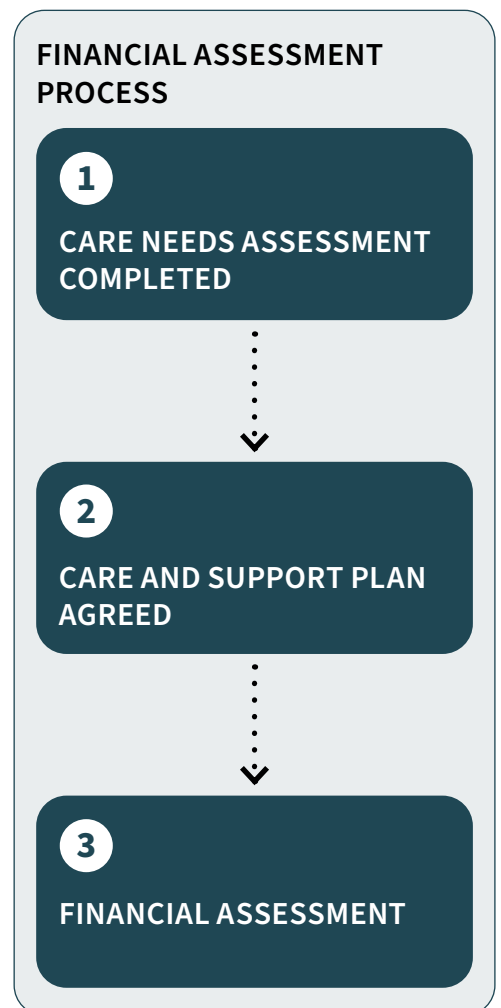 FINANCIAL ASSESSMENT
PROCESS
1
CARE NEEDS ASSESSMENT
COMPLETED
2
CARE AND SUPPORT PLAN
AGREED
3
FINANCIAL ASSESSMENT